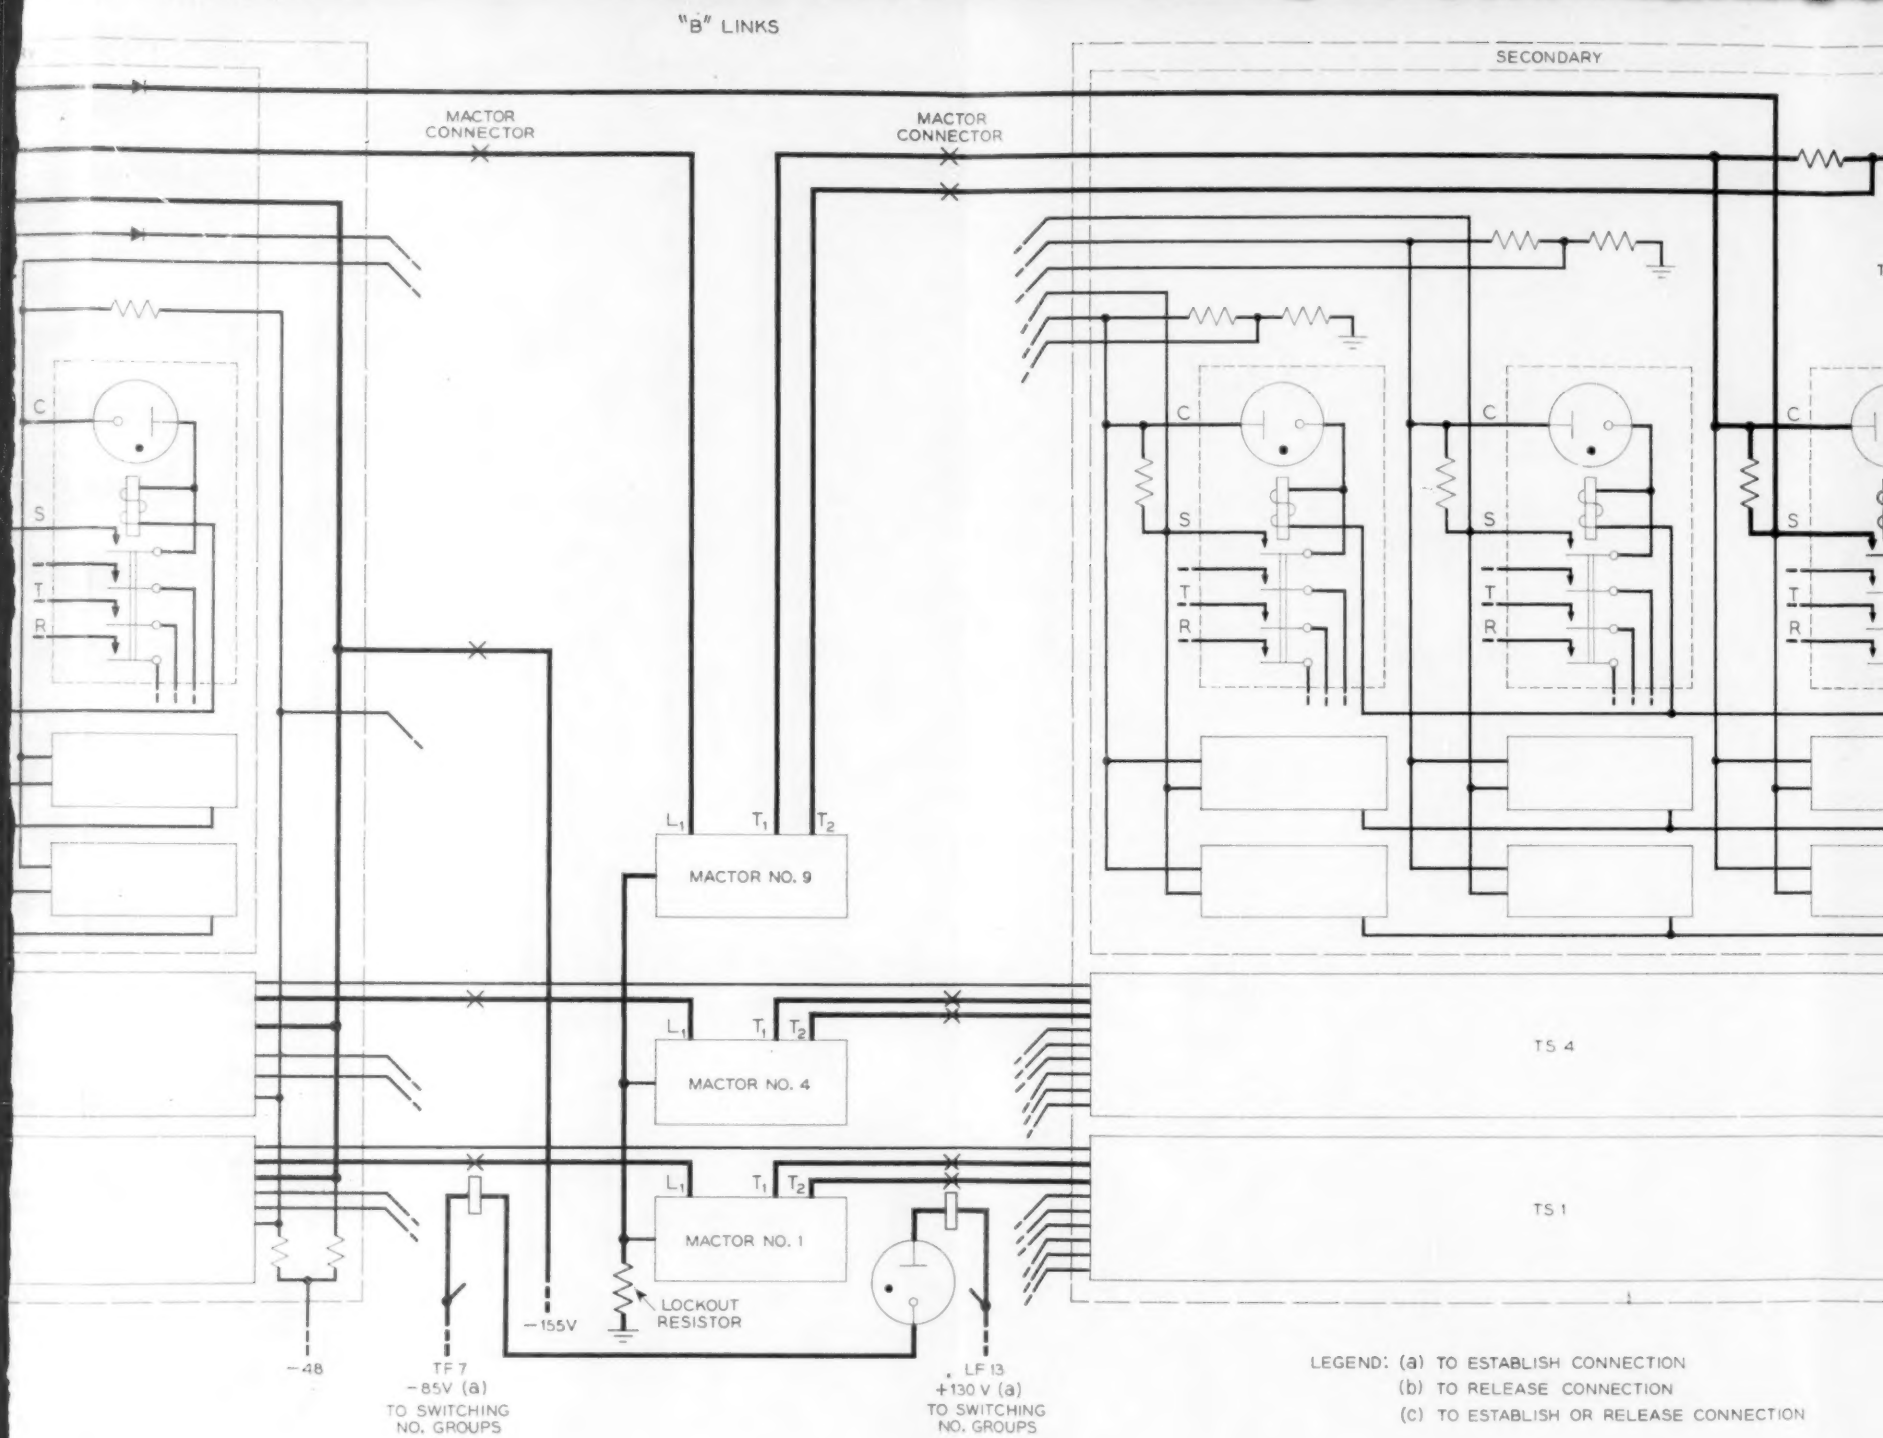 "B" LINKS
SECONDARY
MACTOR
CONNECTOR
MACTOR
CONNECTOR
C
S
T
R
C
S
T
R
C
S
T
R
C
S
T
R
L1
T1
T2
MACTOR NO. 9
L1
T1
T2
MACTOR NO. 4
TS 4
L1
T1
T2
MACTOR NO. 1
TS 1
LOCKOUT
RESISTOR
-155V
-48
TF 7
-85V (a)
TO SWITCHING
NO. GROUPS
LF 13
+130 V (a)
TO SWITCHING
NO. GROUPS
LEGEND: (a) TO ESTABLISH CONNECTION
(b) TO RELEASE CONNECTION
(c) TO ESTABLISH OR RELEASE CONNECTION